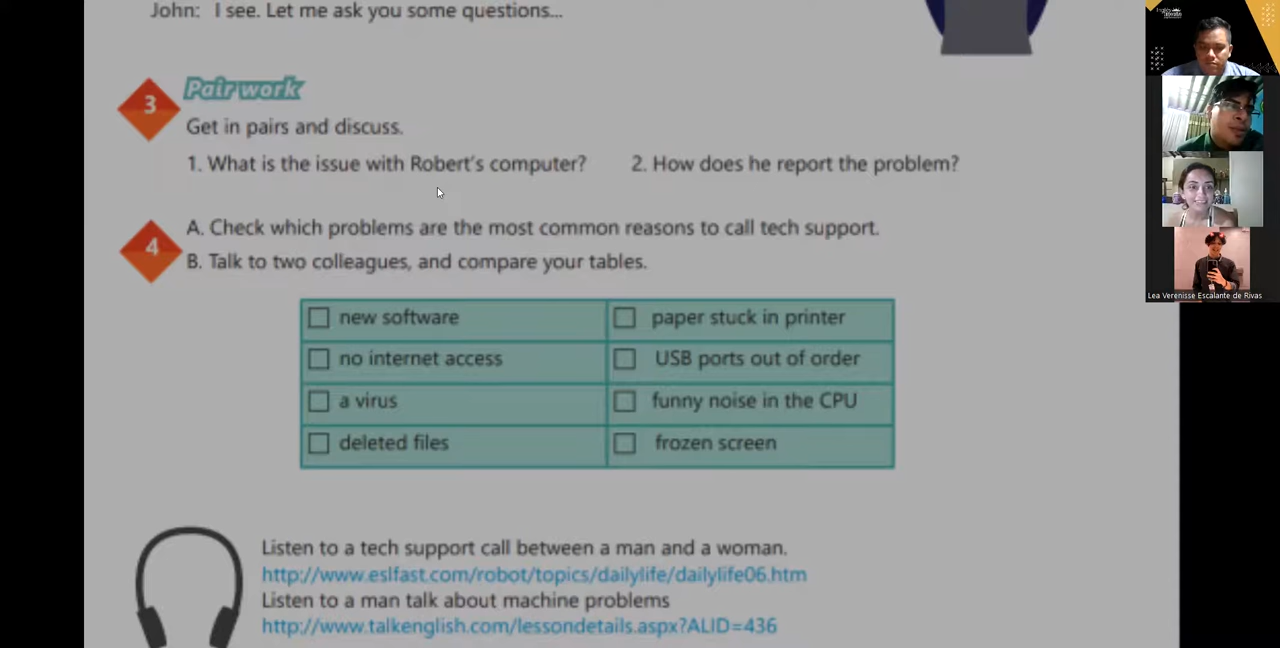 John: I see. Let me ask you some questions...
3
Pair work
Get in pairs and discuss.
1. What is the issue with Robert's computer? 2. How does he report the problem?
4
A. Check which problems are the most common reasons to call tech support.
B. Talk to two colleagues, and compare your tables.
new software
paper stuck in printer
no internet access
USB ports out of order
a virus
funny noise in the CPU
deleted files
frozen screen
Listen to a tech support call between a man and a woman.
http://www.eslfast.com/robot/topics/dailylife/dailylife06.htm
Listen to a man talk about machine problems
http://www.talkenglish.com/lessondetails.aspx?ALID=436
Lea Verenisse Escalante de Rivas